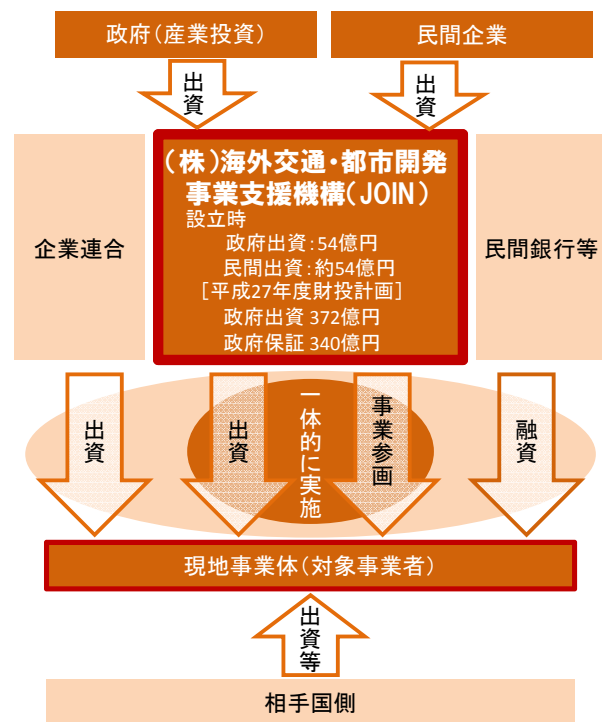 政府(産業投資)
民間企業
出資
出資
企業連合
(株)海外交通・都市開発
事業支援機構(JOIN)
設立時
政府出資:54億円
民間出資:約54億円
[平成27年度財投計画]
政府出資 372億円
政府保証 340億円
民間銀行等
出資
出資
一体的に実施
事業参画
融資
現地事業体(対象事業者)
出資等
相手国側